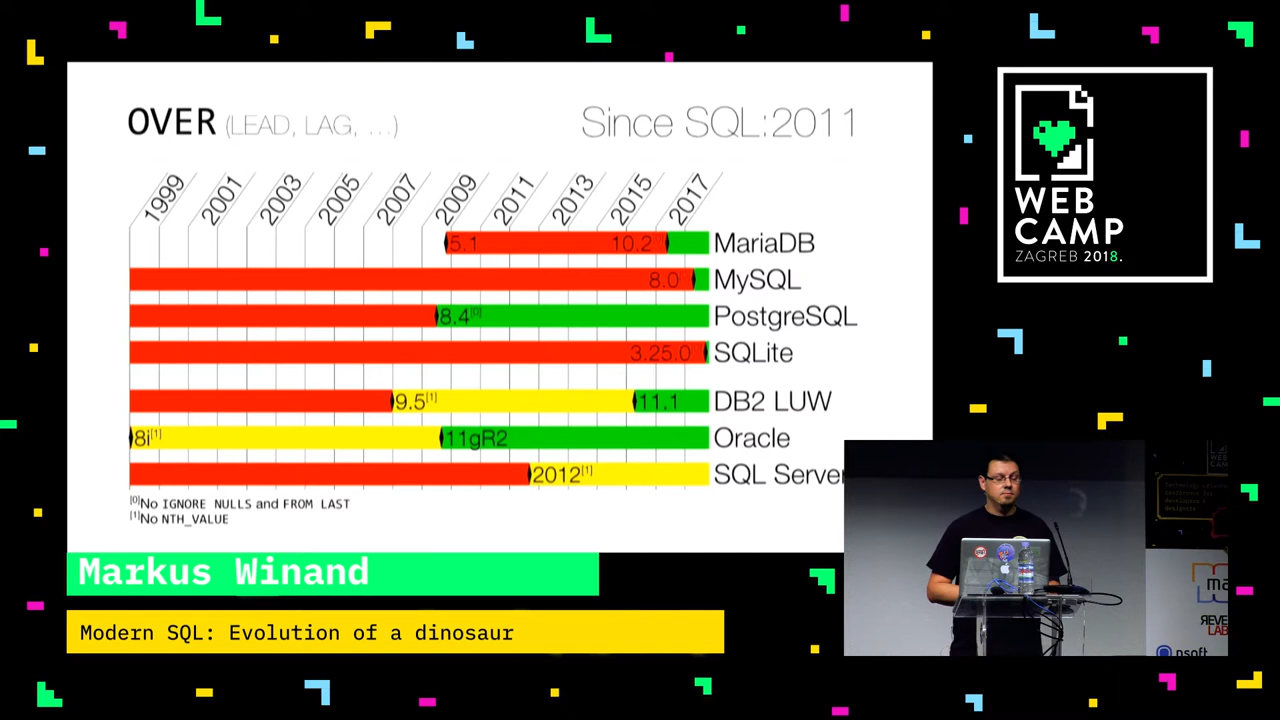 OVER (LEAD, LAG, …)
Since SQL:2011
1999 2001 2003 2005 2007 2009 2011 2013 2015 2017
5.1 10.2 MariaDB
8.0 MySQL
8.4[0] PostgreSQL
3.25.0 SQLite
9.5[1] 11.1 DB2 LUW
8i[1] 11gR2 Oracle
2012[1] SQL Server
[0]No IGNORE NULLS and FROM LAST
[1]No NTH_VALUE
WEB
CAMP
ZAGREB 2018.
Markus Winand
Modern SQL: Evolution of a dinosaur
REVE
LAB
nsoft